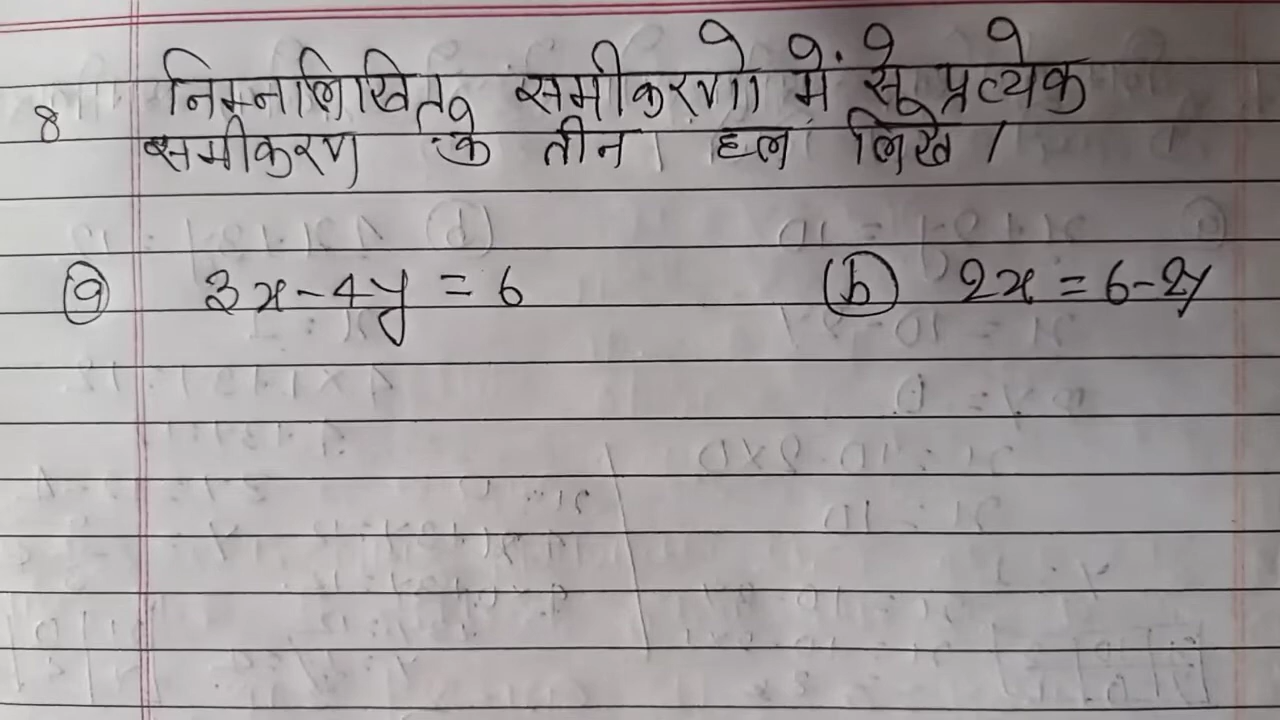 8 निम्नलिखित समीकरणों में से प्रत्येक
समीकरण के तीन हल लिखे।
(a) 3x-4y = 6 (b) 2x = 6-2y